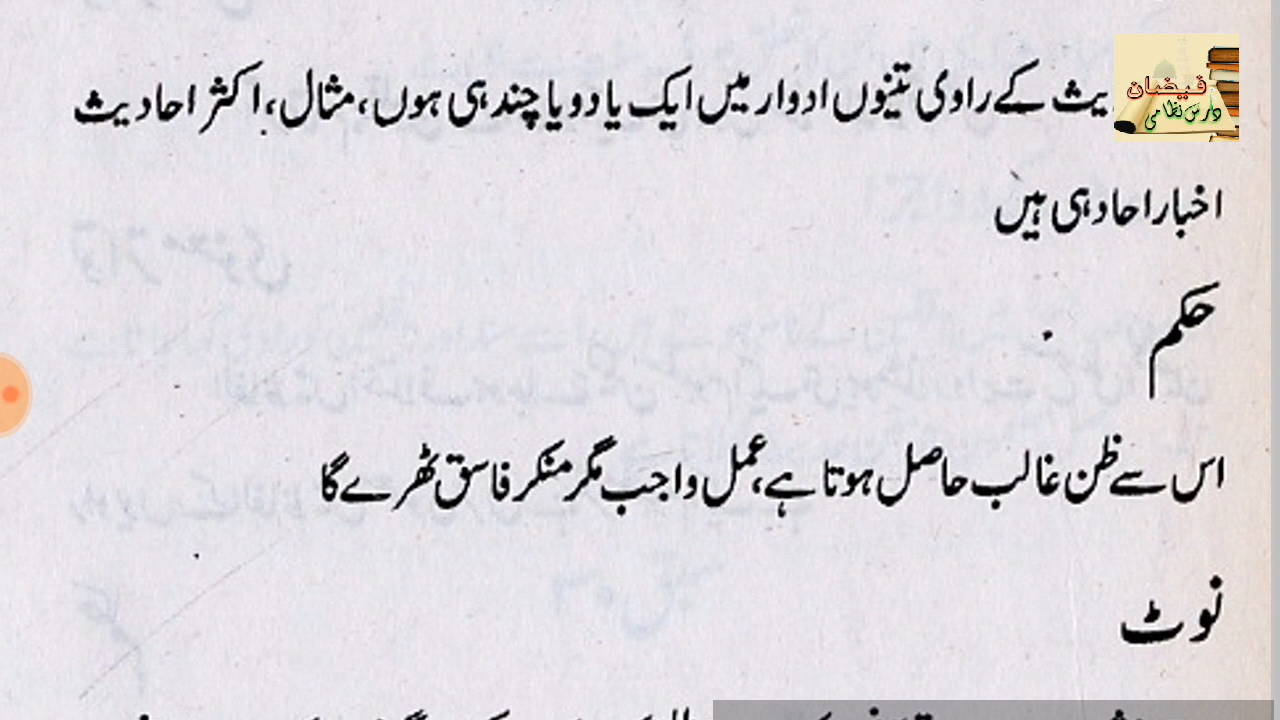 یث کے راوی تینوں ادوار میں ایک یا دو یا چند ہی ہوں، مثال، اکثر احادیث
فیضان
درس نظامی
اخبار احاد ہی ہیں
حکم
اس سے ظن غالب حاصل ہوتا ہے، عمل واجب مگر منکر فاسق ٹھرے گا
نوٹ